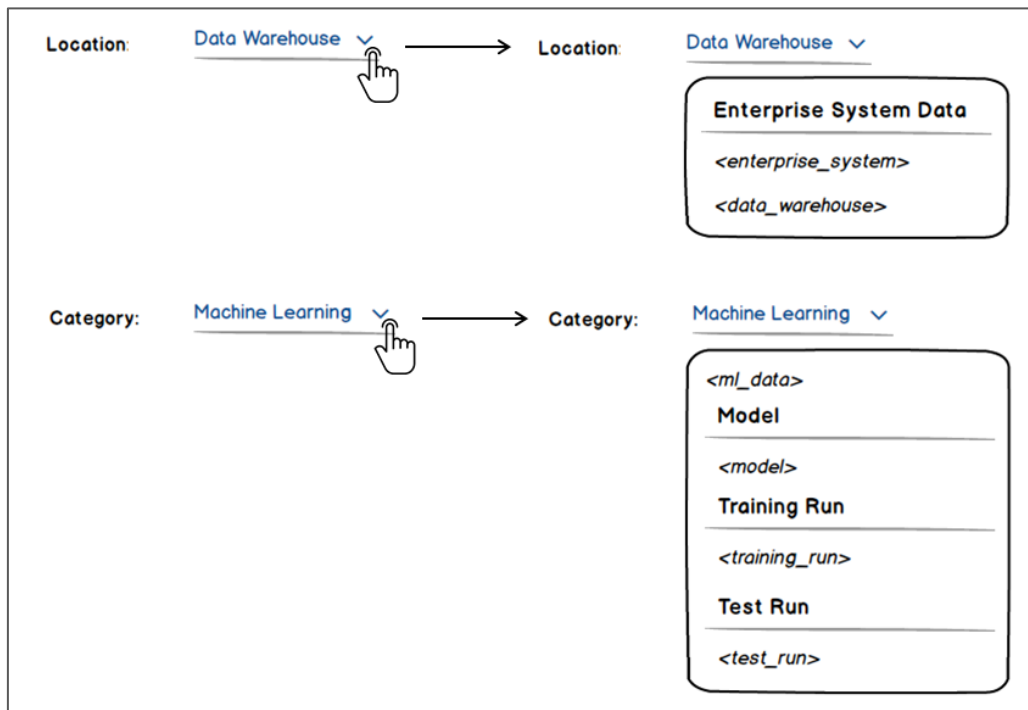 Location: Data Warehouse Location: Data Warehouse
Enterprise System Data
<enterprise_system>
<data_warehouse>
Category: Machine Learning Category: Machine Learning
<ml_data>
Model
<model>
Training Run
<training_run>
Test Run
<test_run>